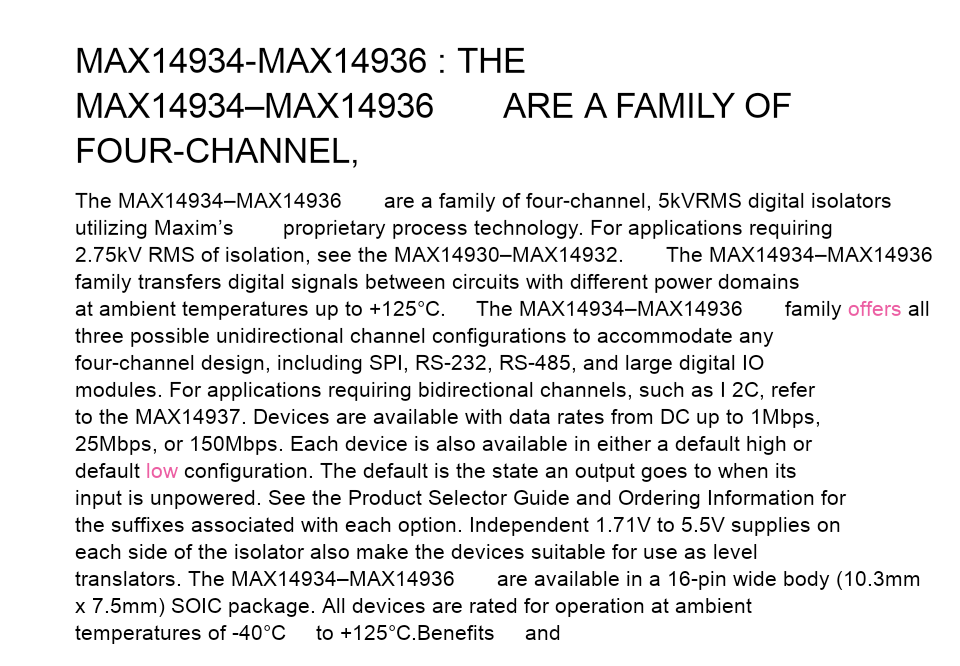 MAX14934-MAX14936 : THE
MAX14934–MAX14936 ARE A FAMILY OF
FOUR-CHANNEL,
The MAX14934–MAX14936 are a family of four-channel, 5kVRMS digital isolators
utilizing Maxim’s proprietary process technology. For applications requiring
2.75kV RMS of isolation, see the MAX14930–MAX14932. The MAX14934–MAX14936
family transfers digital signals between circuits with different power domains
at ambient temperatures up to +125°C. The MAX14934–MAX14936 family offers all
three possible unidirectional channel configurations to accommodate any
four-channel design, including SPI, RS-232, RS-485, and large digital IO
modules. For applications requiring bidirectional channels, such as I 2C, refer
to the MAX14937. Devices are available with data rates from DC up to 1Mbps,
25Mbps, or 150Mbps. Each device is also available in either a default high or
default low configuration. The default is the state an output goes to when its
input is unpowered. See the Product Selector Guide and Ordering Information for
the suffixes associated with each option. Independent 1.71V to 5.5V supplies on
each side of the isolator also make the devices suitable for use as level
translators. The MAX14934–MAX14936 are available in a 16-pin wide body (10.3mm
x 7.5mm) SOIC package. All devices are rated for operation at ambient
temperatures of -40°C to +125°C.Benefits and